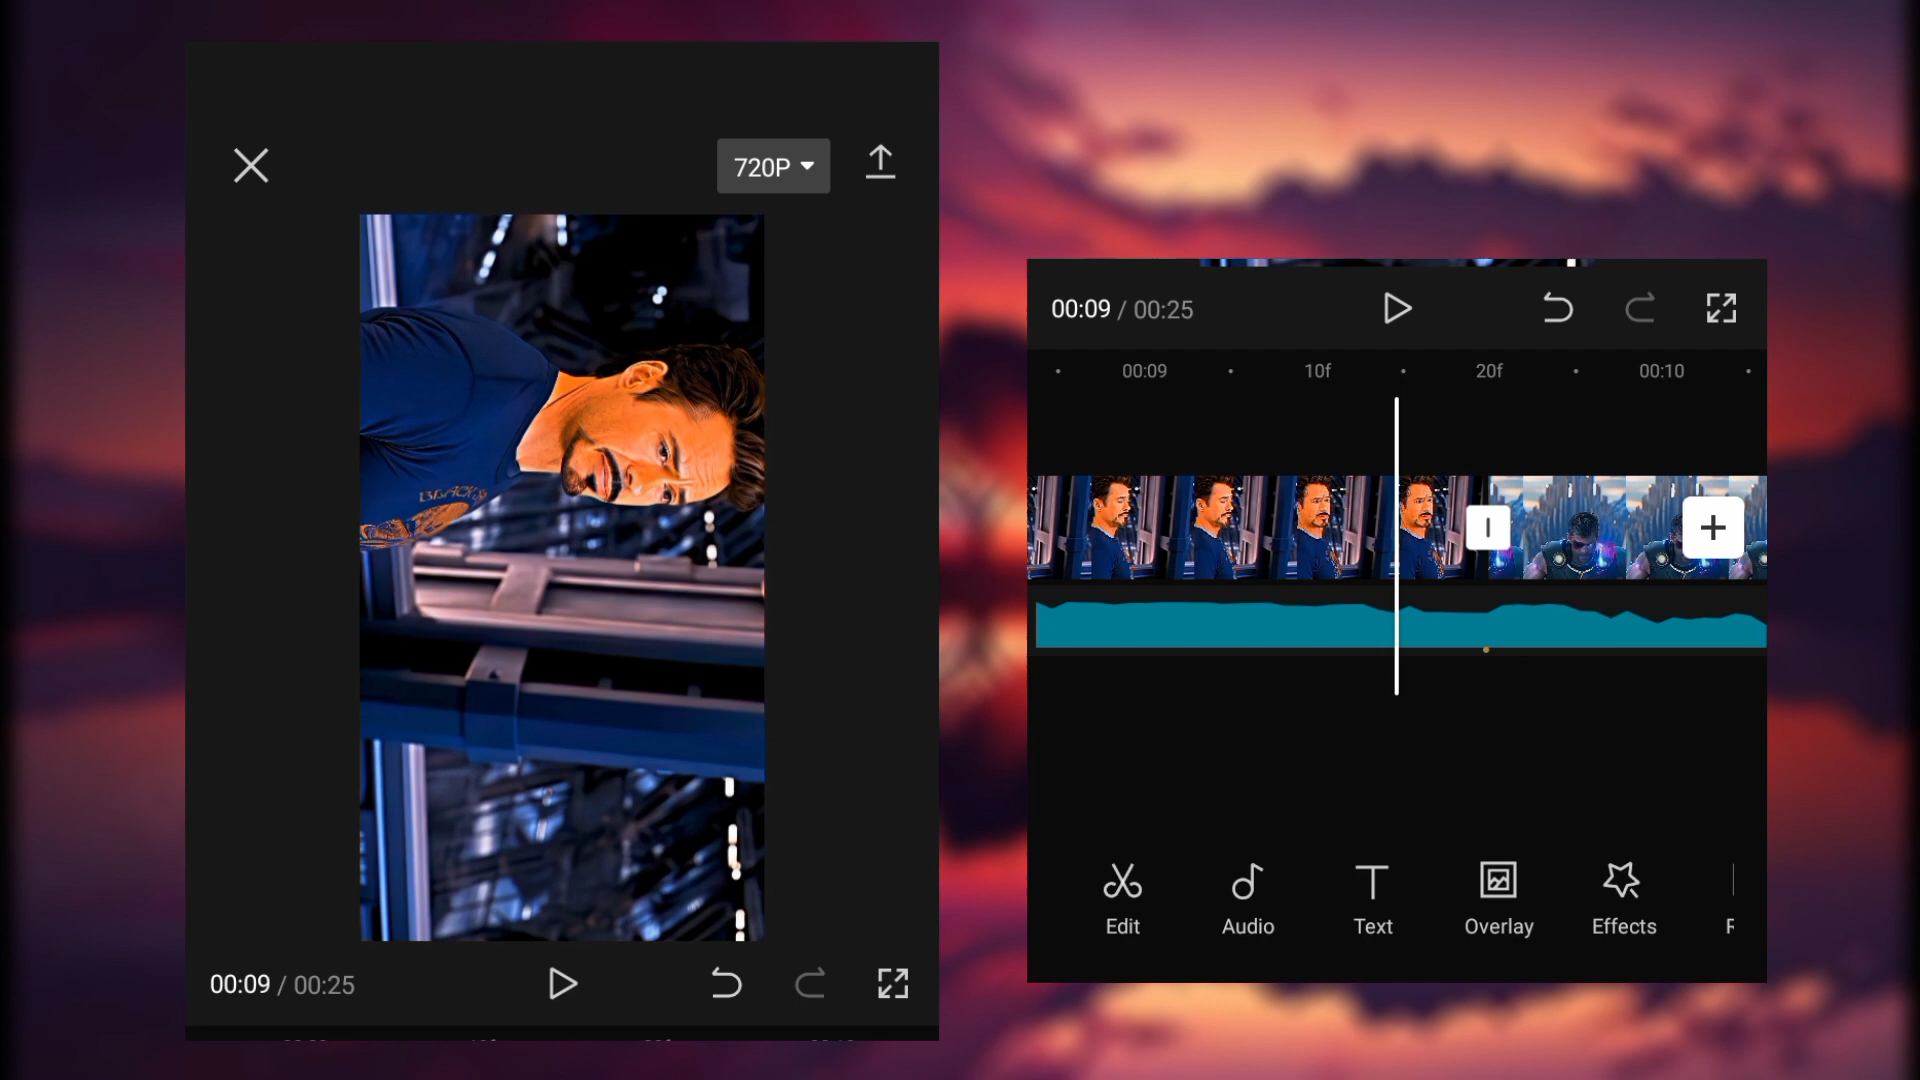 720P
BLACK
00:09 / 00:25
00:09 / 00:25
00:09 10f 20f 00:10
Edit Audio Text Overlay Effects